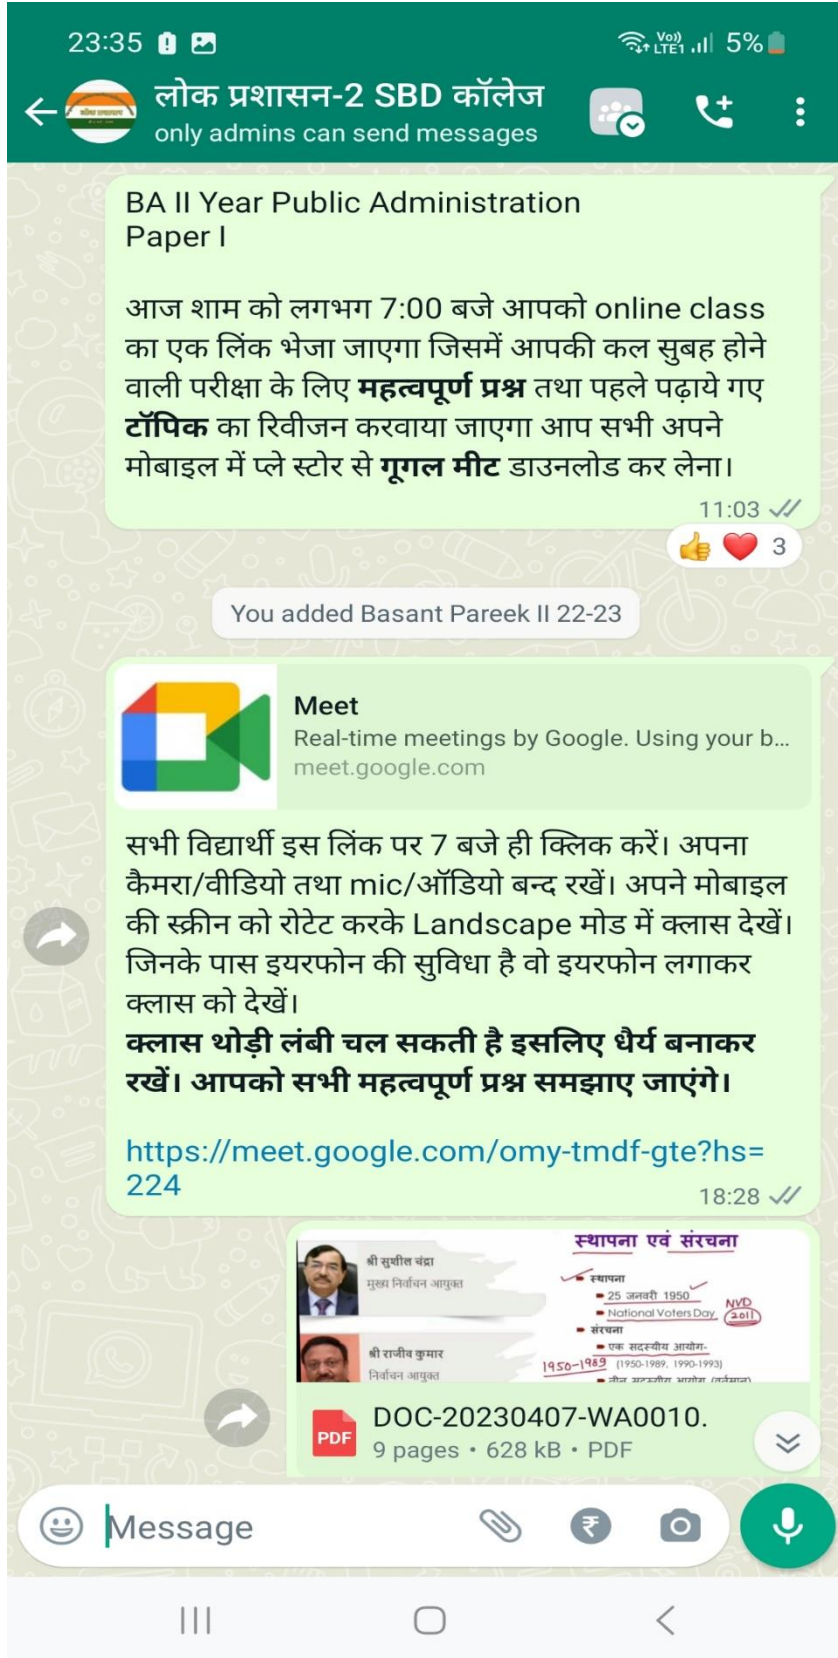 23:35
Vo))
LTE1
5%
लोक प्रशासन-2 SBD कॉलेज
only admins can send messages
BA II Year Public Administration
Paper I
आज शाम को लगभग 7:00 बजे आपको online class
का एक लिंक भेजा जाएगा जिसमें आपकी कल सुबह होने
वाली परीक्षा के लिए महत्वपूर्ण प्रश्न तथा पहले पढ़ाये गए
टॉपिक का रिवीजन करवाया जाएगा आप सभी अपने
मोबाइल में प्ले स्टोर से गूगल मीट डाउनलोड कर लेना।
11:03
3
You added Basant Pareek II 22-23
Meet
Real-time meetings by Google. Using your b...
meet.google.com
सभी विद्यार्थी इस लिंक पर 7 बजे ही क्लिक करें। अपना
कैमरा/वीडियो तथा mic/ऑडियो बन्द रखें। अपने मोबाइल
की स्क्रीन को रोटेट करके Landscape मोड में क्लास देखें।
जिनके पास इयरफोन की सुविधा है वो इयरफोन लगाकर
क्लास को देखें।
क्लास थोड़ी लंबी चल सकती है इसलिए धैर्य बनाकर
रखें। आपको सभी महत्वपूर्ण प्रश्न समझाए जाएंगे।
https://meet.google.com/omy-tmdf-gte?hs=
224
18:28
श्री सुशील चंद्रा
मुख्य निर्वाचन आयुक्त
श्री राजीव कुमार
निर्वाचन आयुक्त
स्थापना एवं संरचना
स्थापना
25 जनवरी 1950
National Voters Day
NVD
2011
संरचना
एक सदस्यीय आयोग-
1950-1989 (1950-1989, 1990-1993)
PDF
DOC-20230407-WA0010.
9 pages • 628 kB • PDF
Message